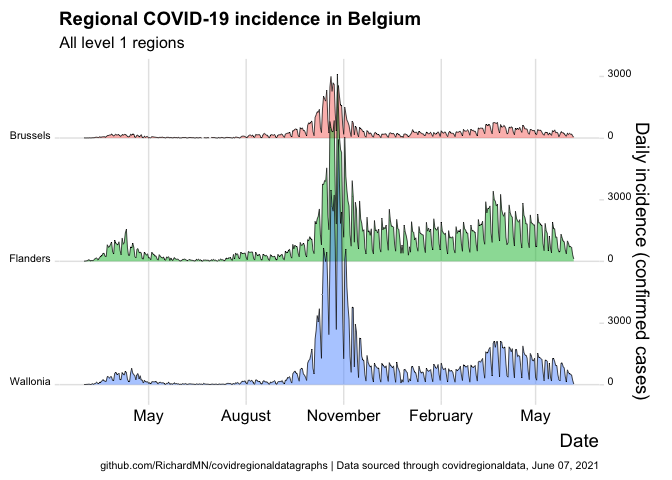 Regional COVID-19 incidence in Belgium
All level 1 regions
3000
Brussels
0
3000
Flanders
0
3000
Wallonia
0
Daily incidence (confirmed cases)
May August November February May
Date
github.com/RichardMN/covidregionaldatagraphs | Data sourced through covidregionaldata, June 07, 2021